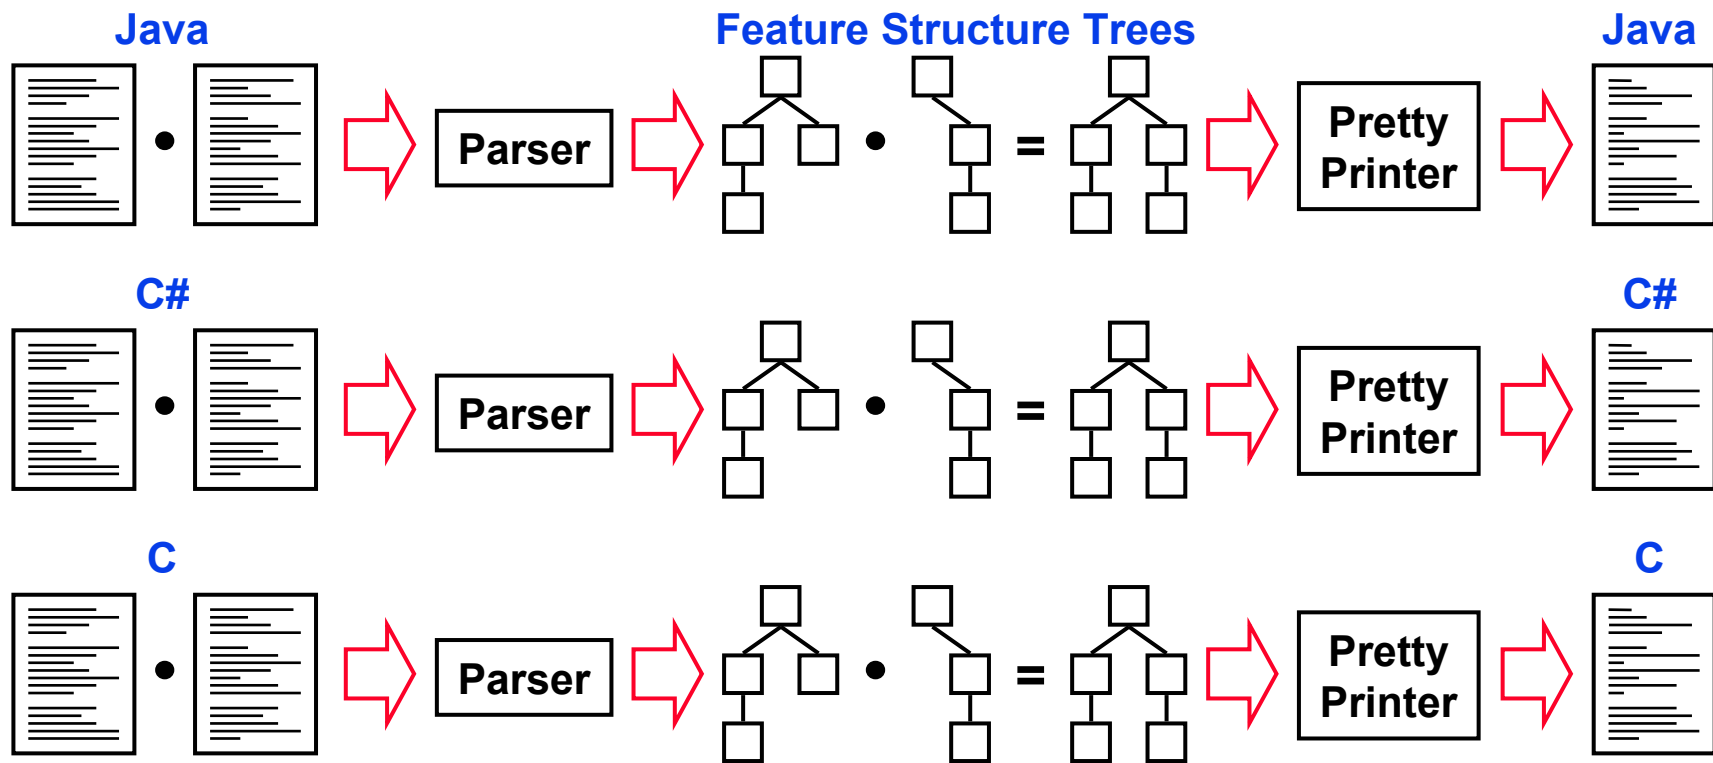 Java
Feature Structure Trees
Java
Parser
=
Pretty
Printer
C#
C#
Parser
=
Pretty
Printer
C
C
Parser
=
Pretty
Printer